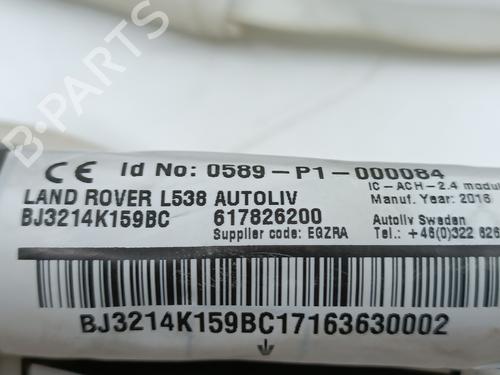 CE Id No: 0589-P1-000084
LAND ROVER L538 AUTOLIV
IC-ACH-2.4 modul
BJ3214K159BC
617826200
Manuf. Year: 2016
Supplier code: EGZRA
Autoliv Sweden
Tel.: +46(0)322 626
BJ3214K159BC17163630002
B-PARTS